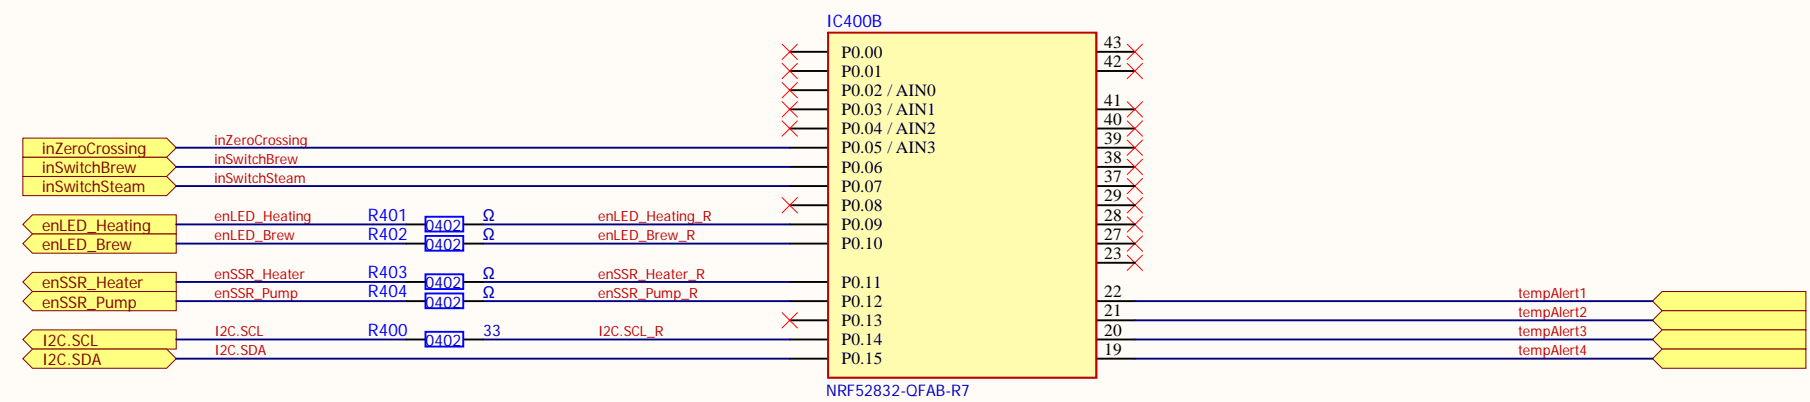 IC400B
P0.00 43
P0.01 42
P0.02 / AIN0
P0.03 / AIN1 41
P0.04 / AIN2 40
inZeroCrossing inZeroCrossing P0.05 / AIN3 39
inSwitchBrew inSwitchBrew P0.06 38
inSwitchSteam inSwitchSteam P0.07 37
P0.08 29
enLED_Heating enLED_Heating R401 0402 Ω enLED_Heating_R P0.09 28
enLED_Brew enLED_Brew R402 0402 Ω enLED_Brew_R P0.10 27
23
enSSR_Heater enSSR_Heater R403 0402 Ω enSSR_Heater_R P0.11
enSSR_Pump enSSR_Pump R404 0402 Ω enSSR_Pump_R P0.12 22 tempAlert1
P0.13 21 tempAlert2
I2C.SCL I2C.SCL R400 0402 33 I2C.SCL_R P0.14 20 tempAlert3
I2C.SDA I2C.SDA P0.15 19 tempAlert4
NRF52832-QFAB-R7